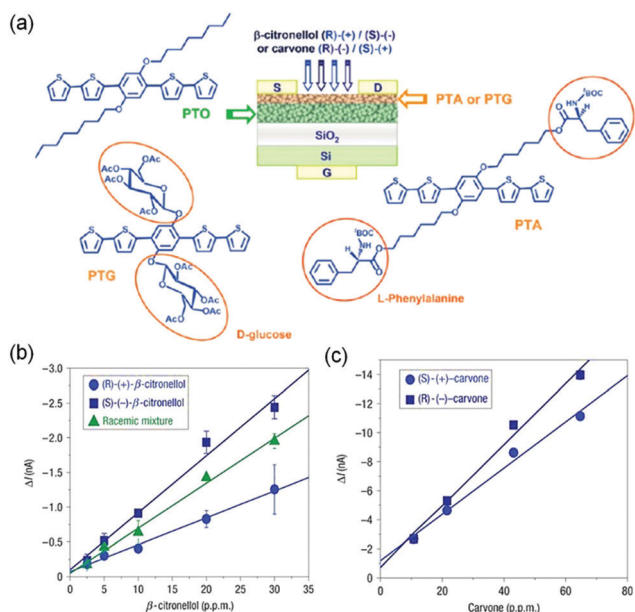 (a)
β-citronellol (R)-(+) / (S)-(-)
or carvone (R)-(-) / (S)-(+)
S
D
PTO
PTA or PTG
SiO2
Si
G
S
S
O
O
S
S
AcO
AcO
AcO
OAc
O
O
S
S
S
S
PTG
O
O
OAc
OAc
OAc
AcO
D-glucose
tBOC
HN
H
O
O
O
S
S
S
S
PTA
O
tBOC
HN
H
O
O
L-Phenylalanine
(b)
ΔI (nA)
-3.0
-2.5
-2.0
-1.5
-1.0
-0.5
0
(R)-(+)-β-citronellol
(S)-(–)-β-citronellol
Racemic mixture
0 5 10 15 20 25 30 35
β-citronellol (p.p.m.)
(c)
ΔI (nA)
-14
-12
-10
-8
-6
-4
-2
0
(S)-(+)–carvone
(R)-(–)–carvone
0 20 40 60 80
Carvone (p.p.m.)